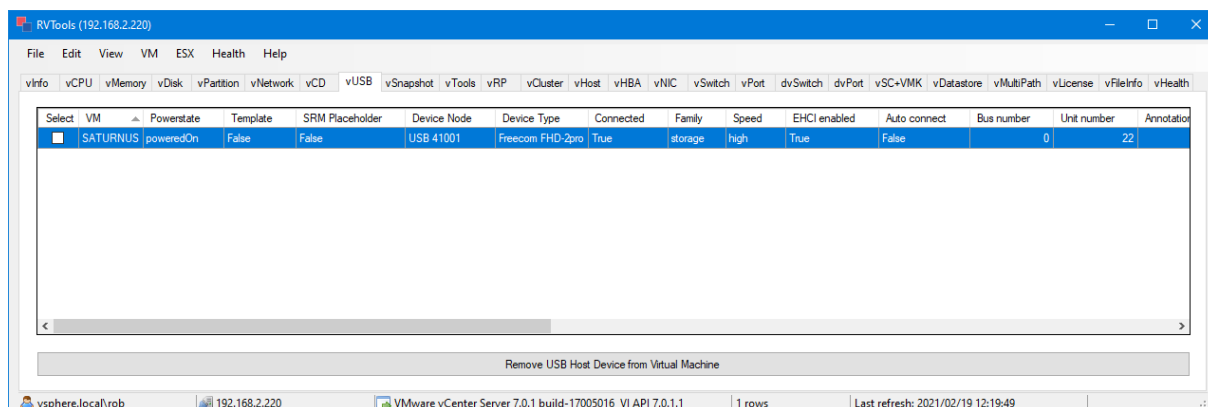 RVTools (192.168.2.220)
File Edit View VM ESX Health Help
vInfo vCPU vMemory vDisk vPartition vNetwork vCD vUSB vSnapshot vTools vRP vCluster vHost vHBA vNIC vSwitch vPort dvSwitch dvPort vSC+VMK vDatastore vMultiPath vLicense vFileInfo vHealth
Select VM Powerstate Template SRM Placeholder Device Node Device Type Connected Family Speed EHCI enabled Auto connect Bus number Unit number Annotation
SATURNUS poweredOn False False USB 41001 Freecom FHD-2pro True storage high True False 0 22
Remove USB Host Device from Virtual Machine
vsphere.local\rob 192.168.2.220 VMware vCenter Server 7.0.1 build-17005016 VI API 7.0.1.1 1 rows Last refresh: 2021/02/19 12:19:49